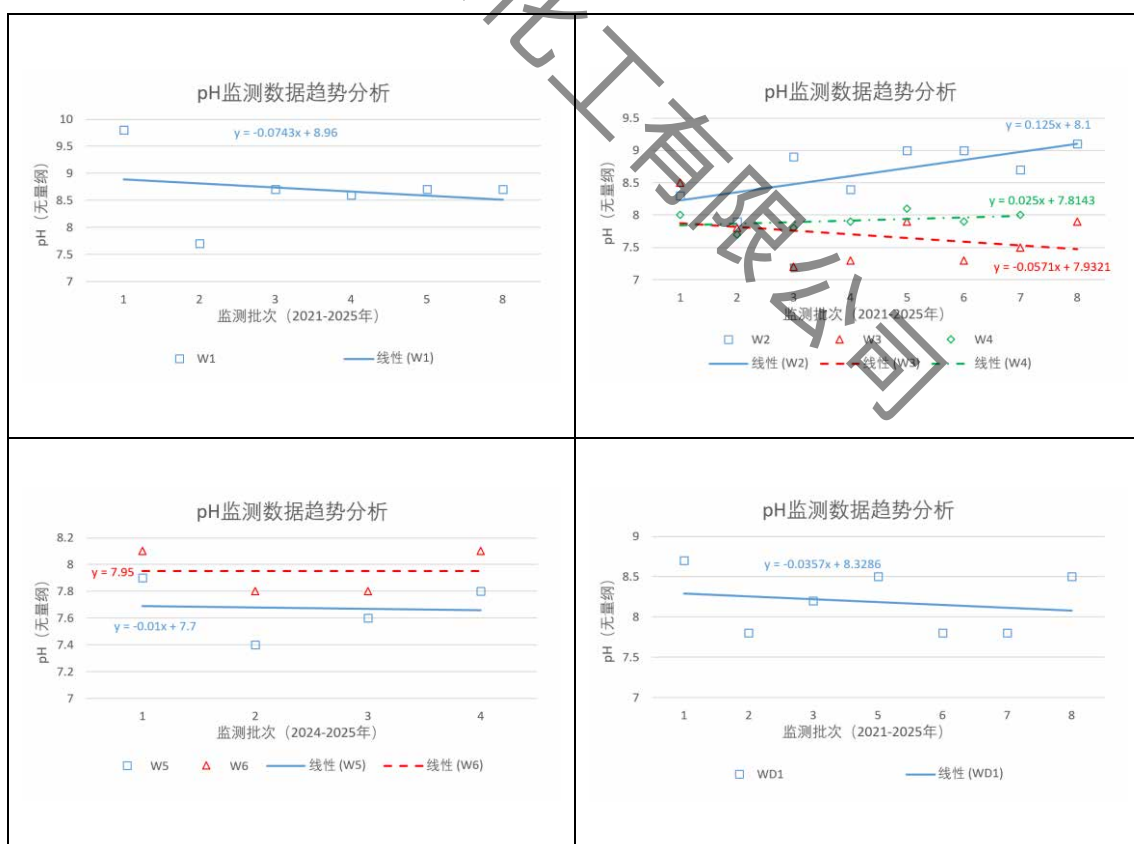 化工有限公司
pH监测数据趋势分析
y = -0.0743x + 8.96
10
9.5
9
8.5
8
7.5
7
pH（无量纲）
1 2 3 4 5 8
监测批次（2021-2025年）
W1 线性 (W1)
pH监测数据趋势分析
y = 0.125x + 8.1
y = 0.025x + 7.8143
y = -0.0571x + 7.9321
9.5
9
8.5
8
7.5
7
pH（无量纲）
1 2 3 4 5 6 7 8
监测批次（2021-2025年）
W2 W3 W4
线性 (W2) 线性 (W3) 线性 (W4)
pH监测数据趋势分析
y = 7.95
y = -0.01x + 7.7
8.2
8
7.8
7.6
7.4
7.2
7
pH（无量纲）
1 2 3 4
监测批次（2024-2025年）
W5 W6 线性 (W5) 线性 (W6)
pH监测数据趋势分析
y = -0.0357x + 8.3286
9
8.5
8
7.5
7
pH（无量纲）
1 2 3 5 6 7 8
监测批次（2021-2025年）
WD1 线性 (WD1)